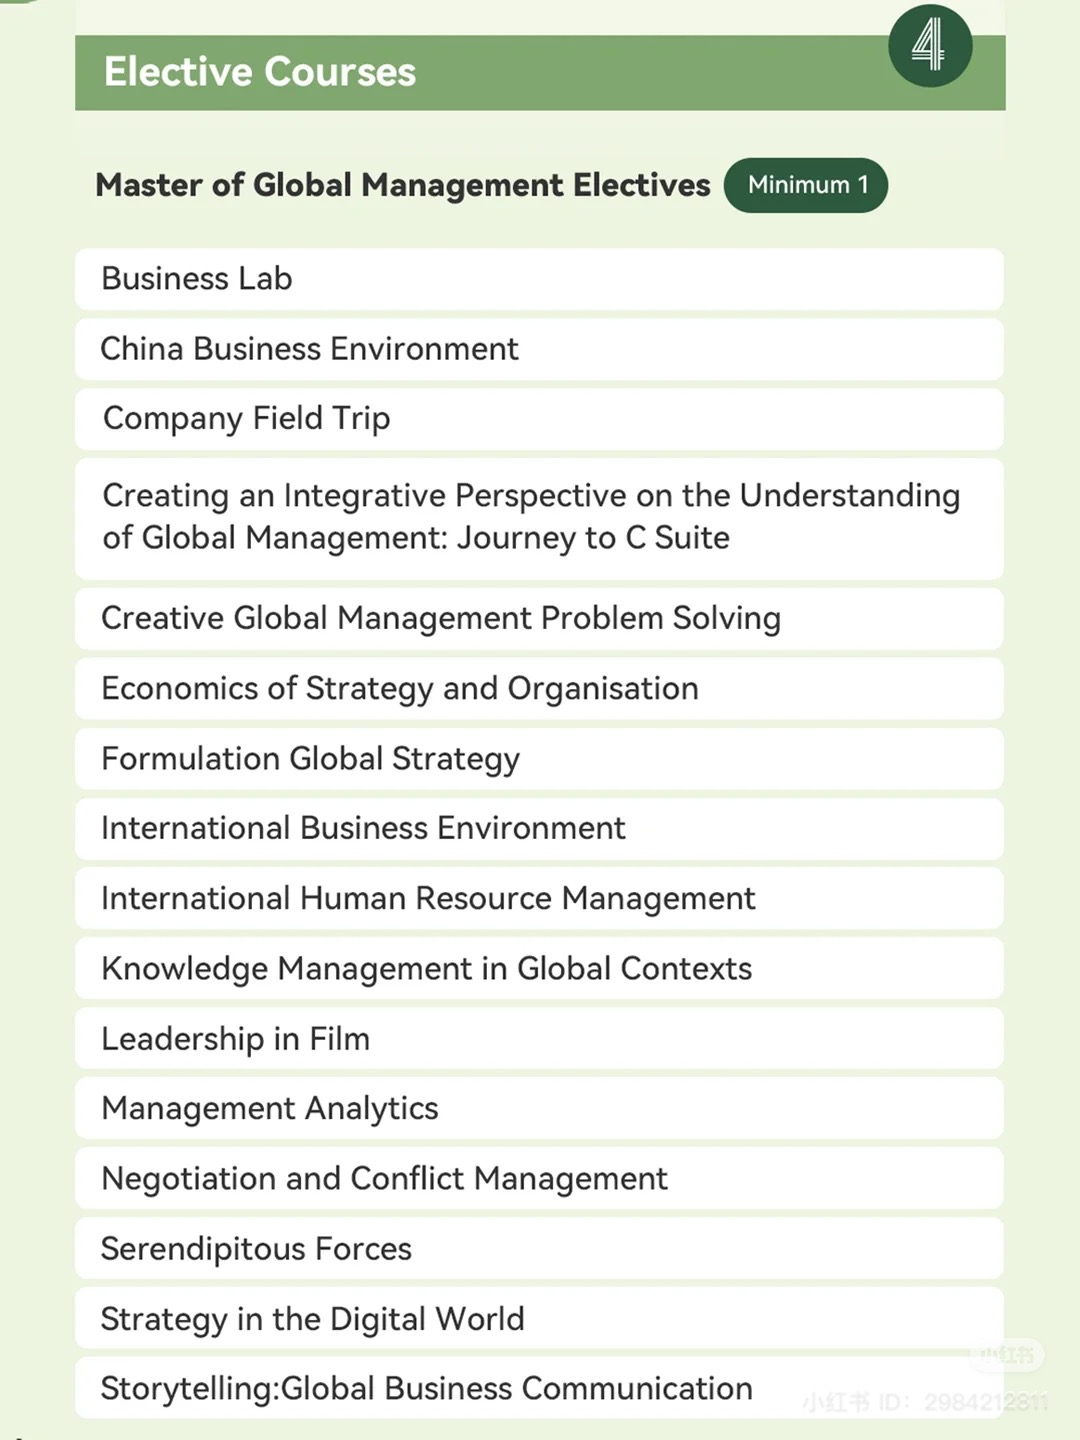 4
Elective Courses
Master of Global Management Electives
Minimum 1
Business Lab
China Business Environment
Company Field Trip
Creating an Integrative Perspective on the Understanding
of Global Management: Journey to C Suite
Creative Global Management Problem Solving
Economics of Strategy and Organisation
Formulation Global Strategy
International Business Environment
International Human Resource Management
Knowledge Management in Global Contexts
Leadership in Film
Management Analytics
Negotiation and Conflict Management
Serendipitous Forces
Strategy in the Digital World
小红书
Storytelling:Global Business Communication
小红书 ID: 2984212811